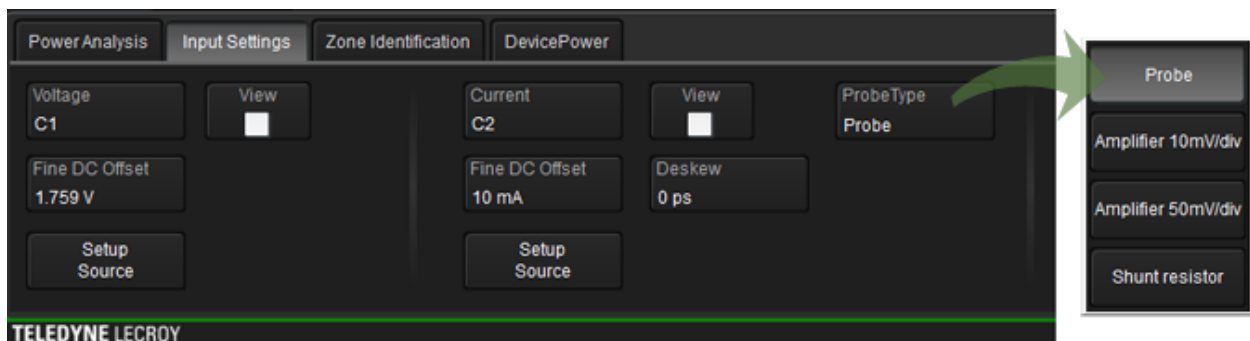 Power Analysis
Input Settings
Zone Identification
DevicePower
Voltage
C1
View
Current
C2
View
ProbeType
Probe
Fine DC Offset
1.759 V
Fine DC Offset
10 mA
Deskew
0 ps
Setup
Source
Setup
Source
TELEDYNE LECROY
Probe
Amplifier 10mV/div
Amplifier 50mV/div
Shunt resistor